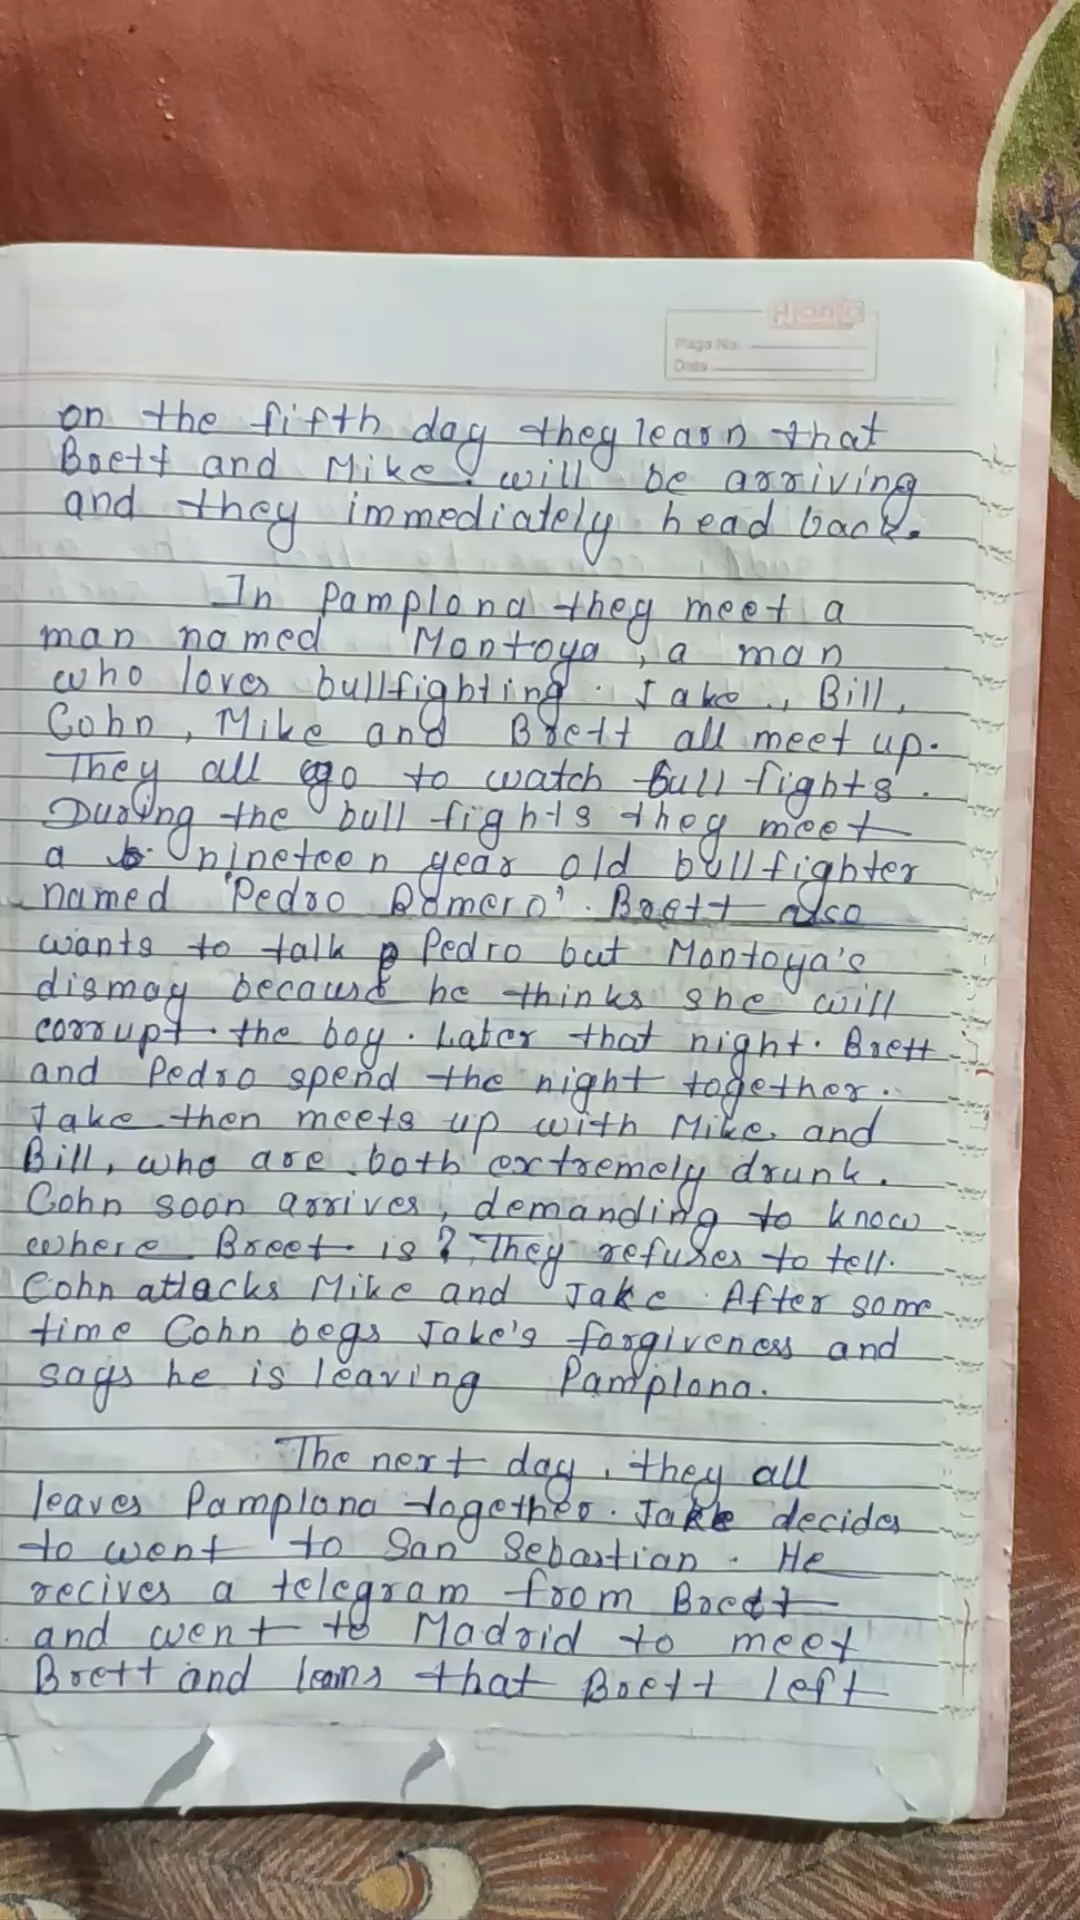 Page No.
Date
on the fifth day they learn that
Brett and Mike will be arriving
and they immediately head back.
In Pamplona they meet a
man named 'Montoya, a man
who loves bullfighting. Jake, Bill,
Cohn, Mike and Brett all meet up.
They all go to watch bull fights.
During the bull fights they meet
a nineteen year old bullfighter
named 'Pedro Romero'. Brett also
wants to talk Pedro but Montoya's
dismay because he thinks she will
corrupt the boy. Later that night. Brett
and Pedro spend the night together.
Jake then meets up with Mike and
Bill, who are both extremely drunk.
Cohn soon arrives, demanding to know
where Breet is? They refuses to tell.
Cohn attacks Mike and Jake. After some
time Cohn begs Jake's forgiveness and
says he is leaving Pamplona.
The next day, they all
leaves Pamplona together. Jake decides
to went to San Sebastian. He
recives a telegram from Brett
and went to Madrid to meet
Brett and learns that Brett left